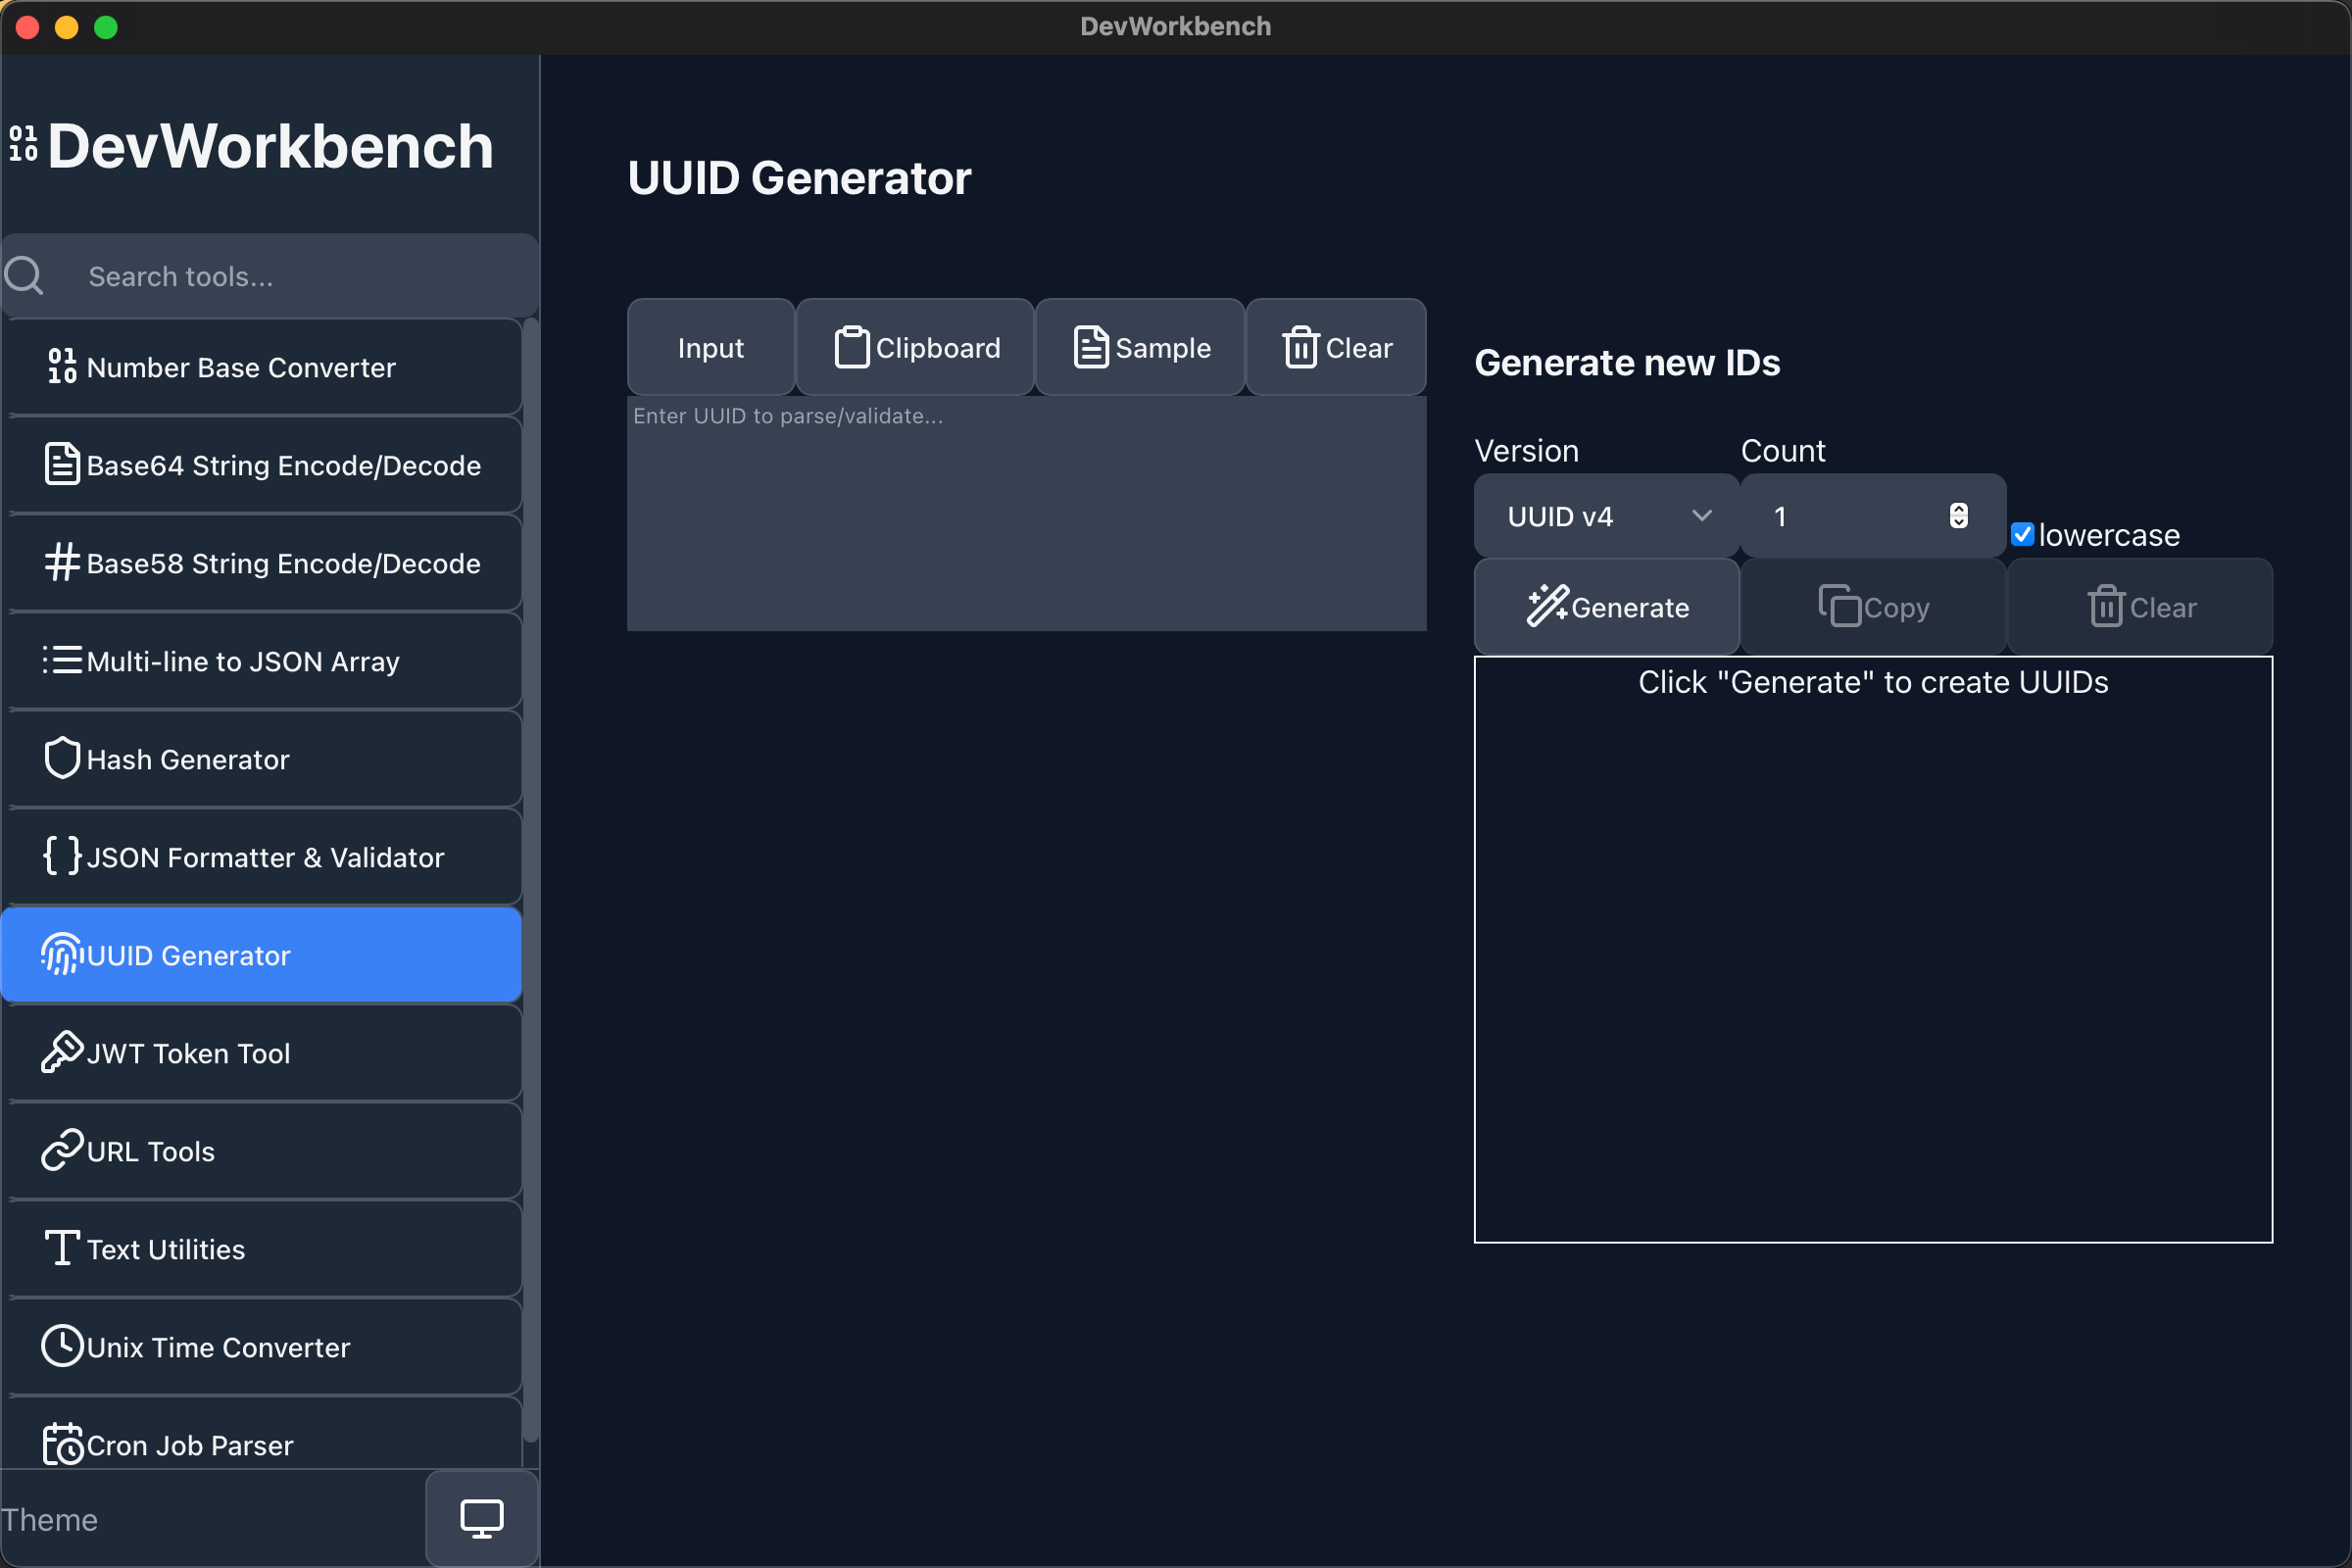 DevWorkbench
DevWorkbench
Search tools...
Number Base Converter
Base64 String Encode/Decode
Base58 String Encode/Decode
Multi-line to JSON Array
Hash Generator
JSON Formatter & Validator
UUID Generator
JWT Token Tool
URL Tools
Text Utilities
Unix Time Converter
Cron Job Parser
Theme
UUID Generator
Input Clipboard Sample Clear
Enter UUID to parse/validate...
Generate new IDs
Version Count
UUID v4 1 lowercase
Generate Copy Clear
Click "Generate" to create UUIDs